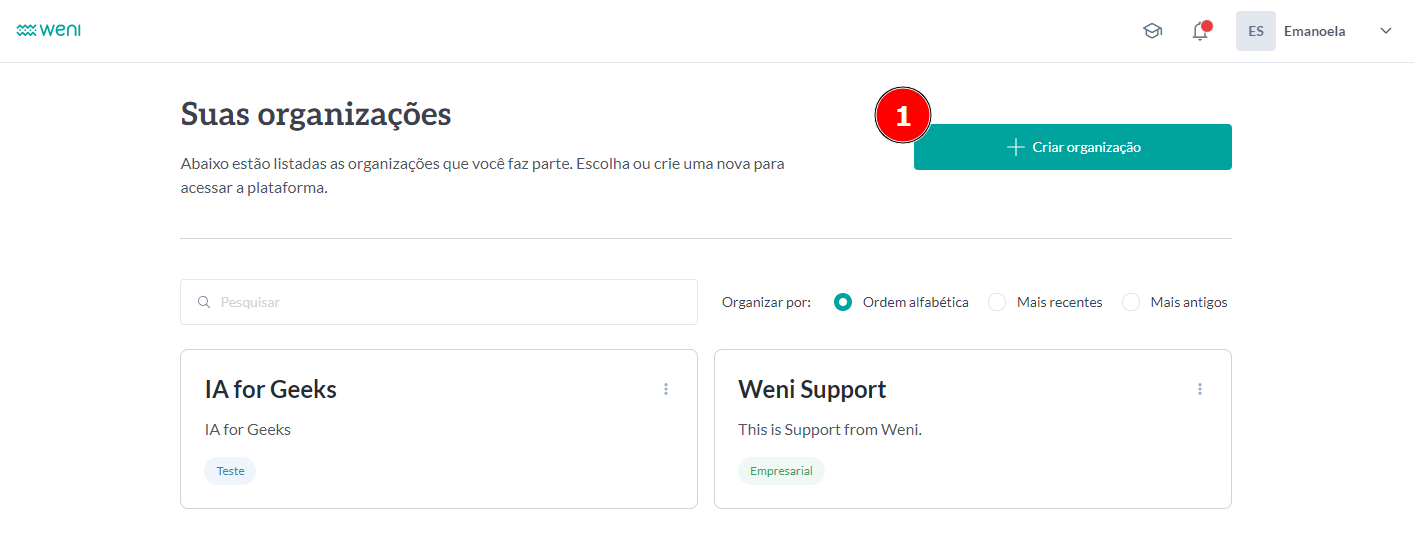 weni
ES
Emanoela
Suas organizações
1
Criar organização
Abaixo estão listadas as organizações que você faz parte. Escolha ou crie uma nova para
acessar a plataforma.
Pesquisar
Organizar por:
Ordem alfabética
Mais recentes
Mais antigos
IA for Geeks
IA for Geeks
Teste
Weni Support
This is Support from Weni.
Empresarial